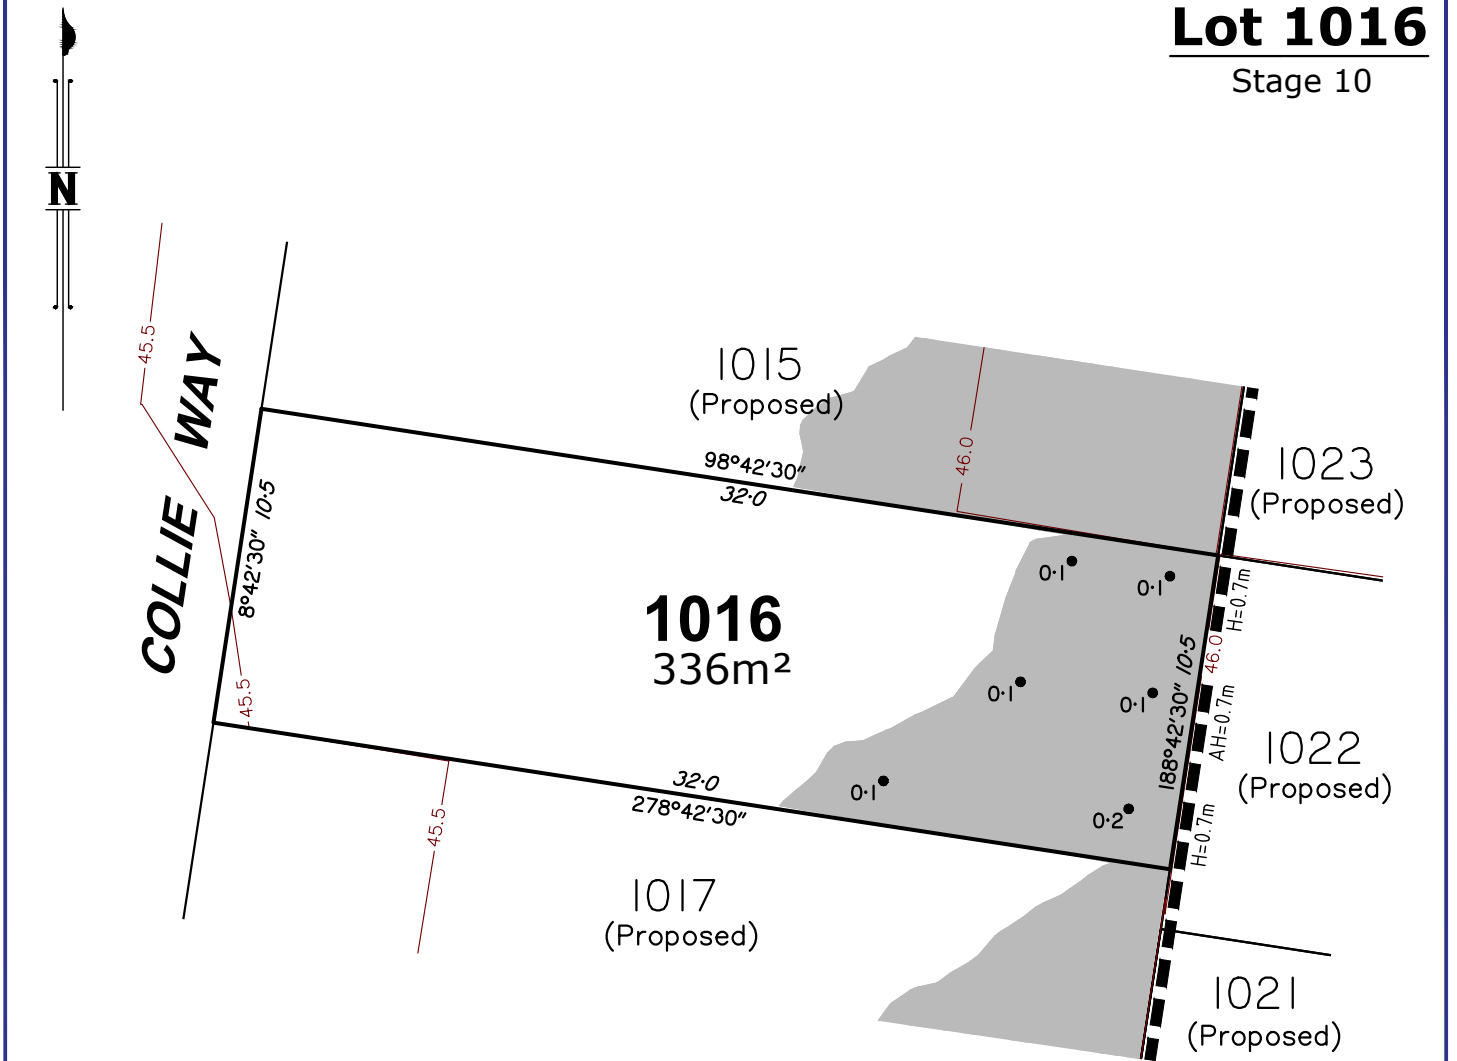 Lot 1016
Stage 10
N
45.5
COLLIE WAY
1015
(Proposed)
46.0
98°42'30"
32·0
1023
(Proposed)
8°42'30" 10·5
1016
336m²
0·1
0·1
0·1
0·1
0·1
0·2
188°42'30" 10·5
H=0.7m
46.0
AH=0.7m
H=0.7m
1022
(Proposed)
45.5
32·0
278°42'30"
45.5
1017
(Proposed)
1021
(Proposed)